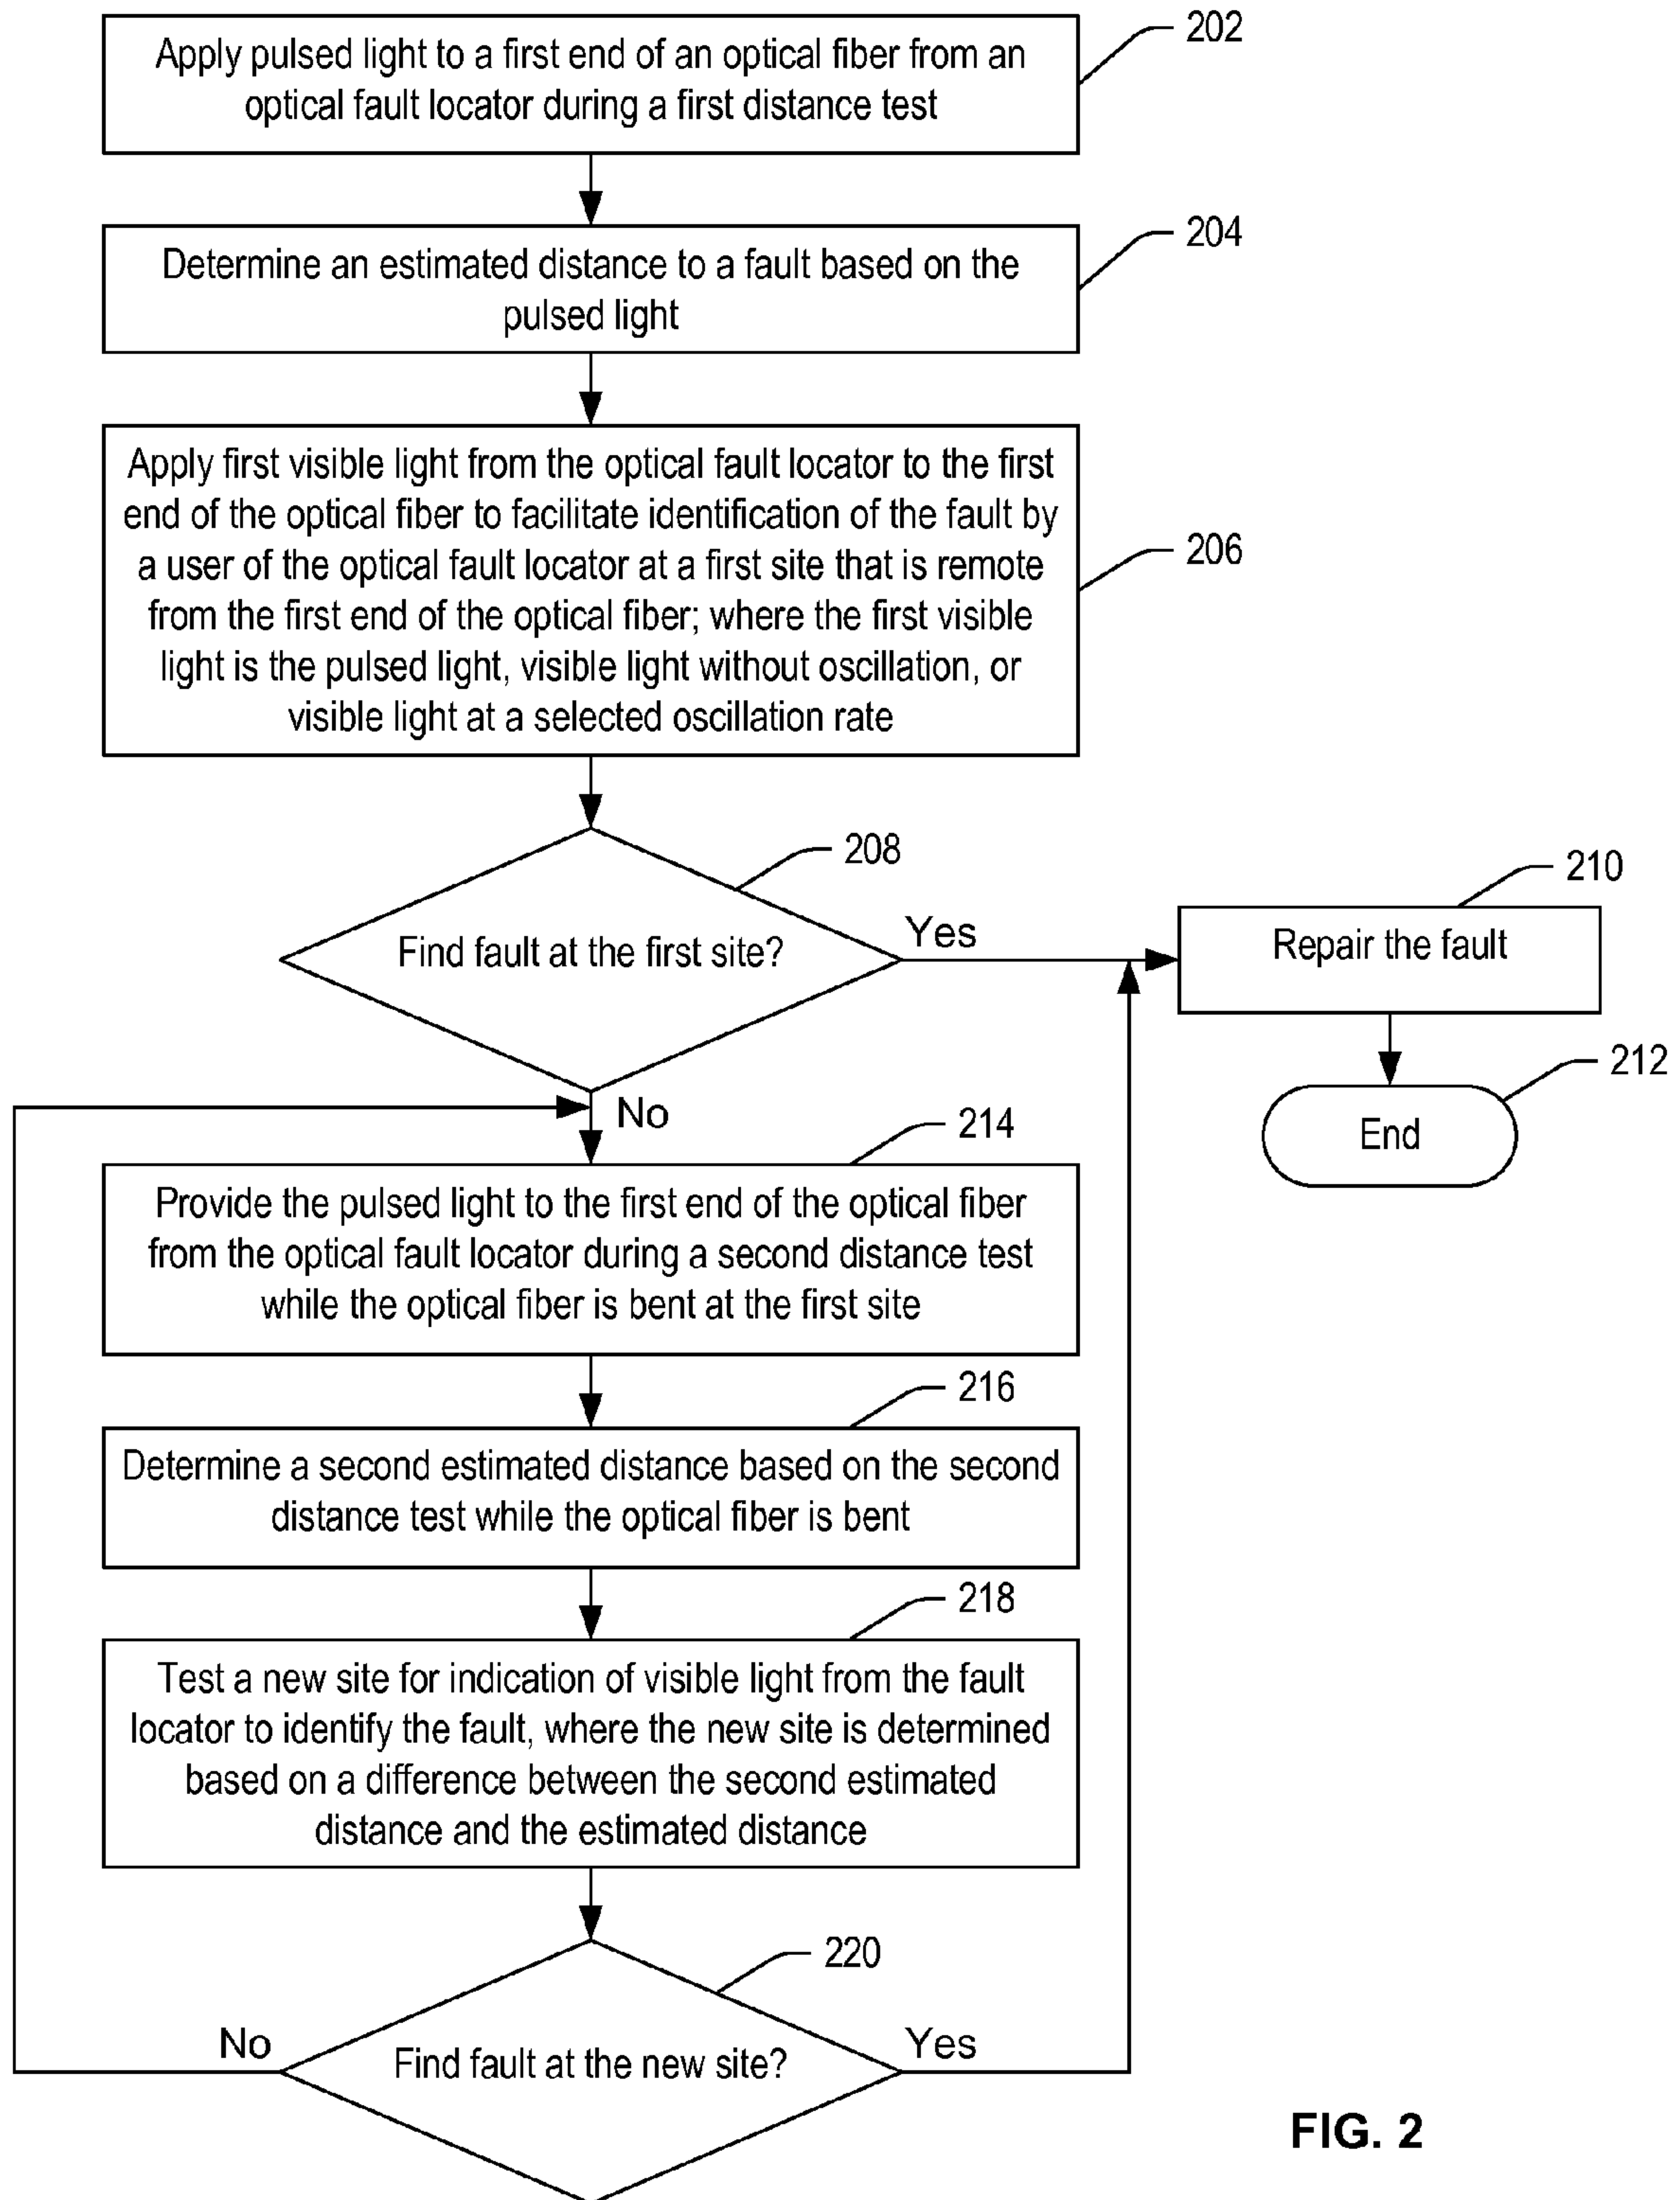 Apply pulsed light to a first end of an optical fiber from an
optical fault locator during a first distance test
202
Determine an estimated distance to a fault based on the
pulsed light
204
Apply first visible light from the optical fault locator to the first
end of the optical fiber to facilitate identification of the fault by
a user of the optical fault locator at a first site that is remote
from the first end of the optical fiber; where the first visible
light is the pulsed light, visible light without oscillation, or
visible light at a selected oscillation rate
206
Find fault at the first site?
208
Yes
Repair the fault
210
End
212
No
Provide the pulsed light to the first end of the optical fiber
from the optical fault locator during a second distance test
while the optical fiber is bent at the first site
214
Determine a second estimated distance based on the second
distance test while the optical fiber is bent
216
Test a new site for indication of visible light from the fault
locator to identify the fault, where the new site is determined
based on a difference between the second estimated
distance and the estimated distance
218
Find fault at the new site?
220
No
Yes
FIG. 2